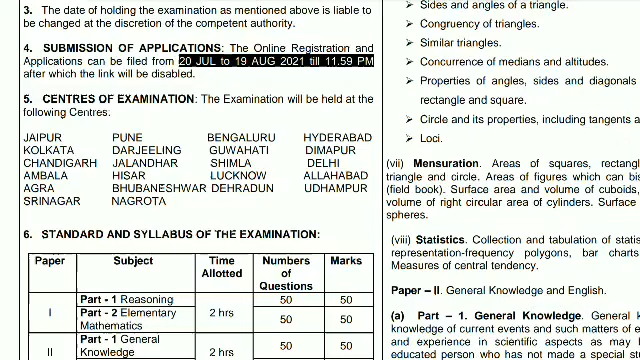 3. The date of holding the examination as mentioned above is liable to
be changed at the discretion of the competent authority.
4. SUBMISSION OF APPLICATIONS: The Online Registration and
Applications can be filed from 20 JUL to 19 AUG 2021 till 11.59 PM
after which the link will be disabled.
5. CENTRES OF EXAMINATION: The Examination will be held at the
following Centres:
JAIPUR PUNE BENGALURU HYDERABAD
KOLKATA DARJEELING GUWAHATI DIMAPUR
CHANDIGARH JALANDHAR SHIMLA DELHI
AMBALA HISAR LUCKNOW ALLAHABAD
AGRA BHUBANESHWAR DEHRADUN UDHAMPUR
SRINAGAR NAGROTA
6. STANDARD AND SYLLABUS OF THE EXAMINATION:
Paper Subject Time Allotted Numbers of Questions Marks
I Part - 1 Reasoning 2 hrs 50 50
Part - 2 Elementary Mathematics 50 50
II Part - 1 General Knowledge 2 hrs 50 50
➢ Sides and angles of a triangle.
➢ Congruency of triangles.
➢ Similar triangles.
➢ Concurrence of medians and altitudes.
➢ Properties of angles, sides and diagonals
rectangle and square.
➢ Circle and its properties, including tangents a
➢ Loci.
(vii) Mensuration. Areas of squares, rectangl
triangle and circle. Areas of figures which can bis
(field book). Surface area and volume of cuboids,
volume of right circular area of cylinders. Surface
spheres.
(viii) Statistics. Collection and tabulation of statis
representation-frequency polygons, bar charts
Measures of central tendency.
Paper – II. General Knowledge and English.
(a) Part – 1. General Knowledge. General k
knowledge of current events and such matters of e
and experience in scientific aspects as may b
educated person who has not made a special su